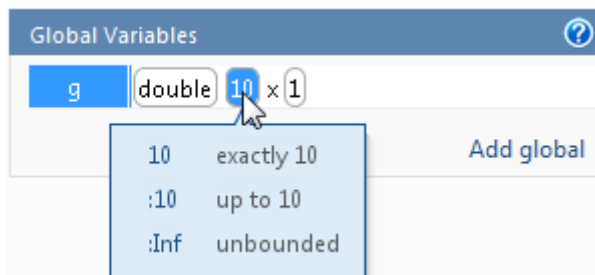 Global Variables ?
g double 10 x 1
Add global
10 exactly 10
:10 up to 10
:Inf unbounded